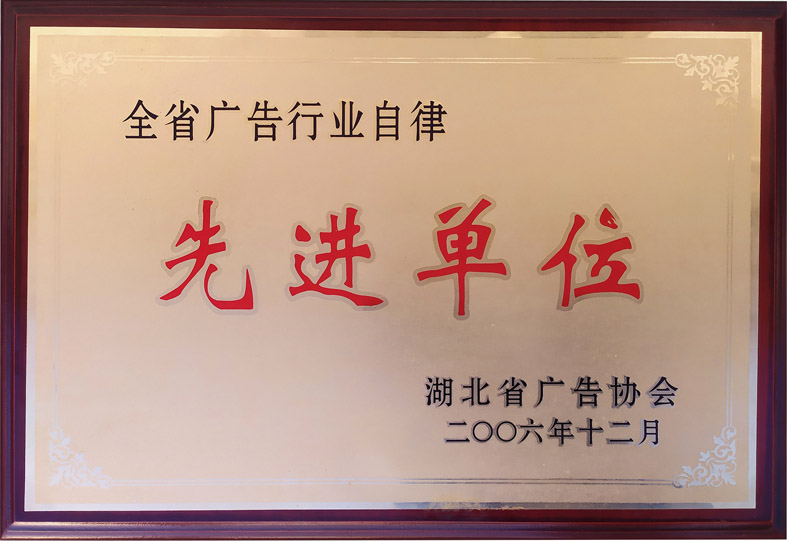 全省广告行业自律
先进单位
湖北省广告协会
二〇〇六年十二月